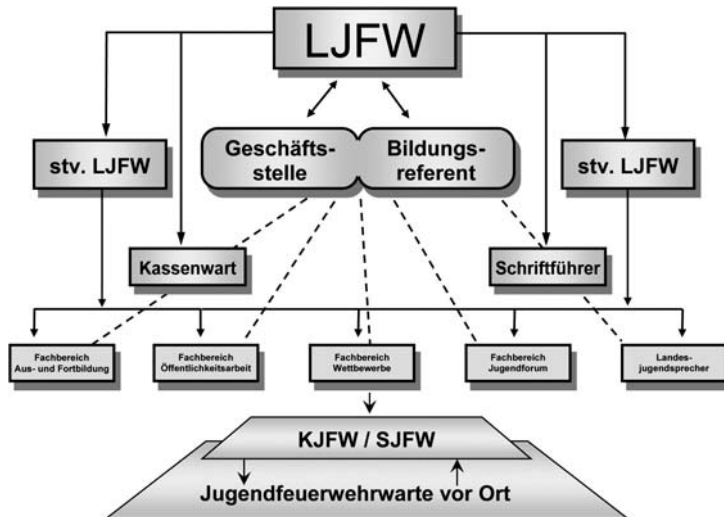 LJFW
stv. LJFW
Geschäfts-
stelle
Bildungs-
referent
stv. LJFW
Kassenwart
Schriftführer
Fachbereich
Aus- und Fortbildung
Fachbereich
Öffentlichkeitsarbeit
Fachbereich
Wettbewerbe
Fachbereich
Jugendforum
Landes-
jugendsprecher
KJFW / SJFW
Jugendfeuerwehrwarte vor Ort